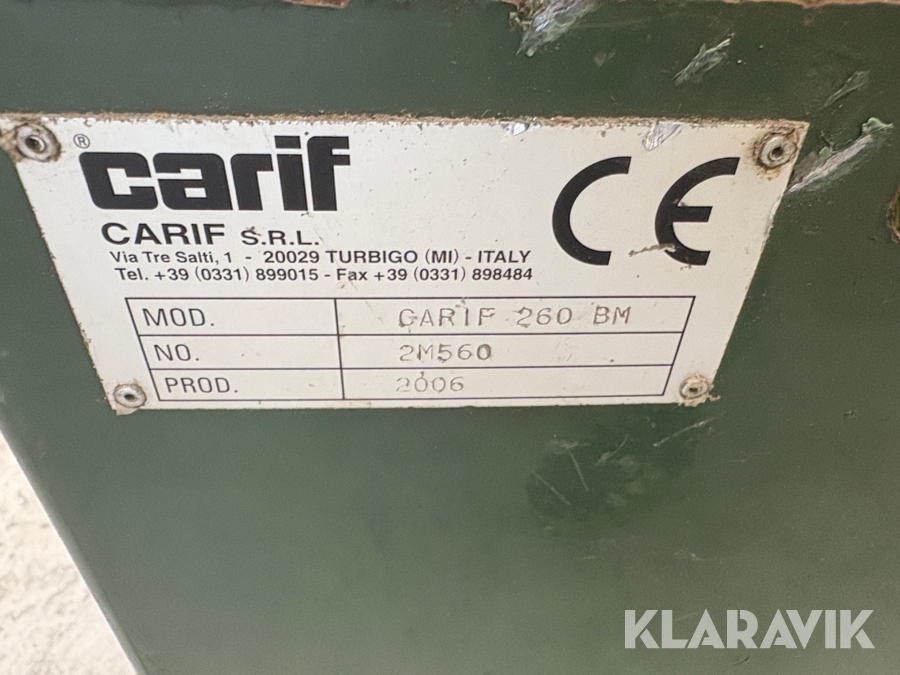 ® carif
CARIF S.R.L.
Via Tre Salti, 1 - 20029 TURBIGO (MI) - ITALY
Tel. +39 (0331) 899015 - Fax +39 (0331) 898484
CE
MOD. CARIF 260 BM
NO. 2M560
PROD. 2006
KLARAVIK